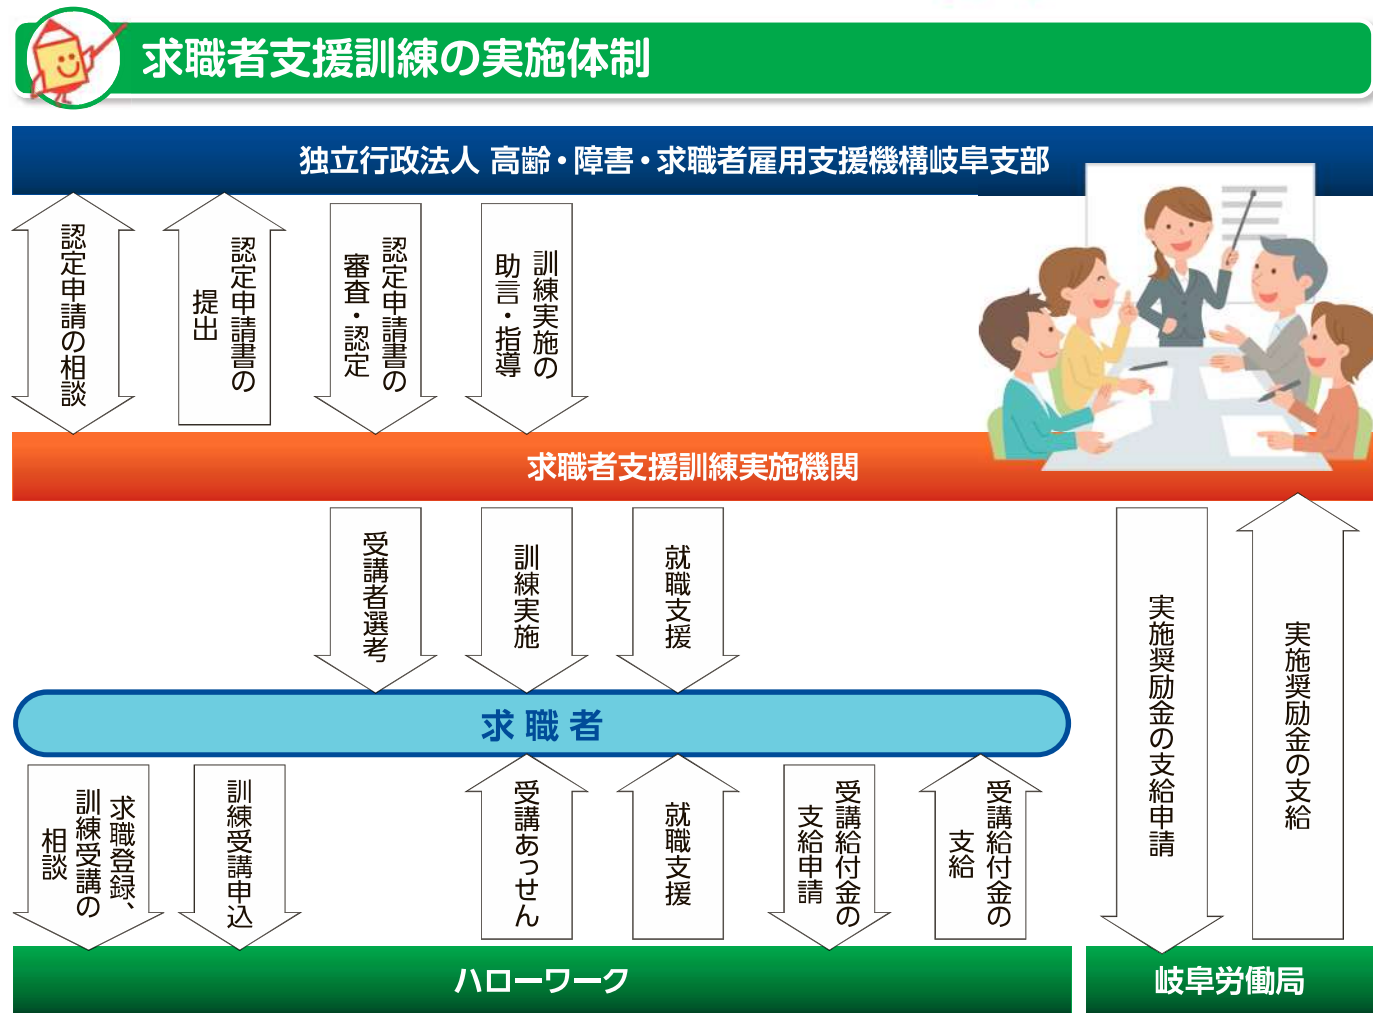 求職者支援訓練の実施体制
独立行政法人 高齢・障害・求職者雇用支援機構岐阜支部
認定申請の相談
認定申請書の
提出
認定申請書の
審査・認定
訓練実施の
助言・指導
求職者支援訓練実施機関
受講者選考
訓練実施
就職支援
実施奨励金の支給申請
実施奨励金の支給
求職者
求職登録、
訓練受講の
相談
訓練受講申込
受講あっせん
就職支援
受講給付金の
支給申請
受講給付金の
支給
ハローワーク
岐阜労働局